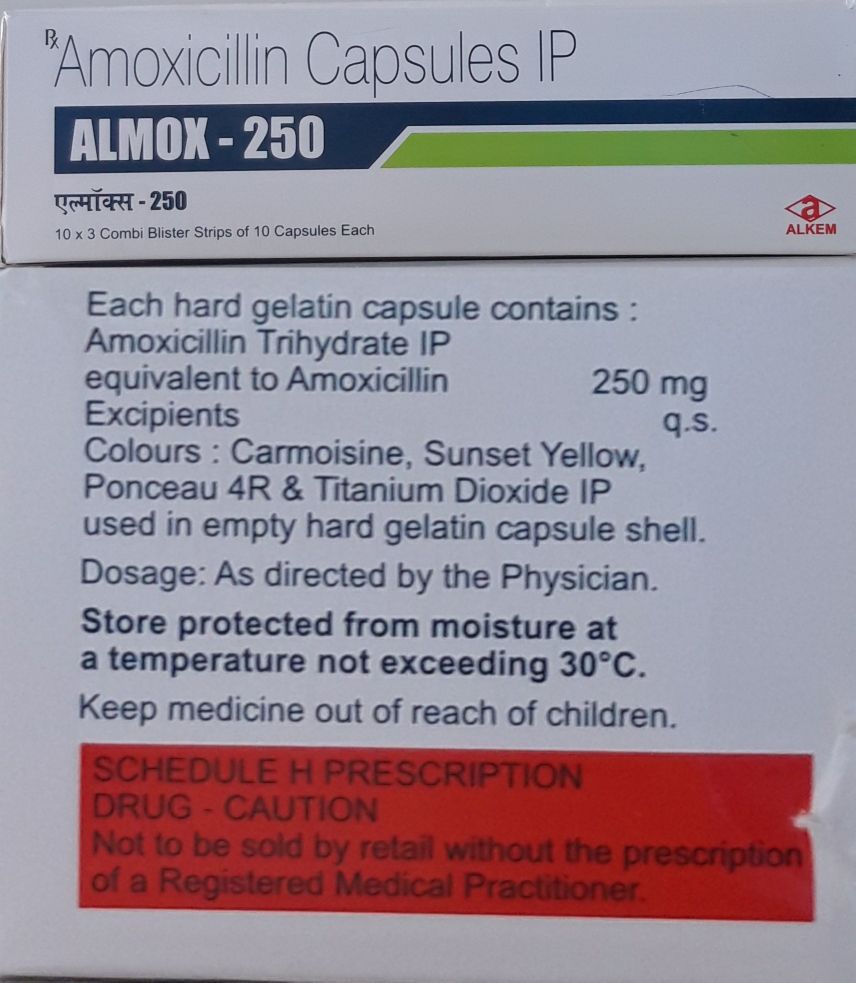 Rx Amoxicillin Capsules IP
ALMOX - 250
एल्मॉक्स - 250
10 x 3 Combi Blister Strips of 10 Capsules Each
a
ALKEM
Each hard gelatin capsule contains :
Amoxicillin Trihydrate IP
equivalent to Amoxicillin 250 mg
Excipients q.s.
Colours : Carmoisine, Sunset Yellow,
Ponceau 4R & Titanium Dioxide IP
used in empty hard gelatin capsule shell.
Dosage: As directed by the Physician.
Store protected from moisture at
a temperature not exceeding 30°C.
Keep medicine out of reach of children.
SCHEDULE H PRESCRIPTION
DRUG - CAUTION
Not to be sold by retail without the prescription
of a Registered Medical Practitioner.